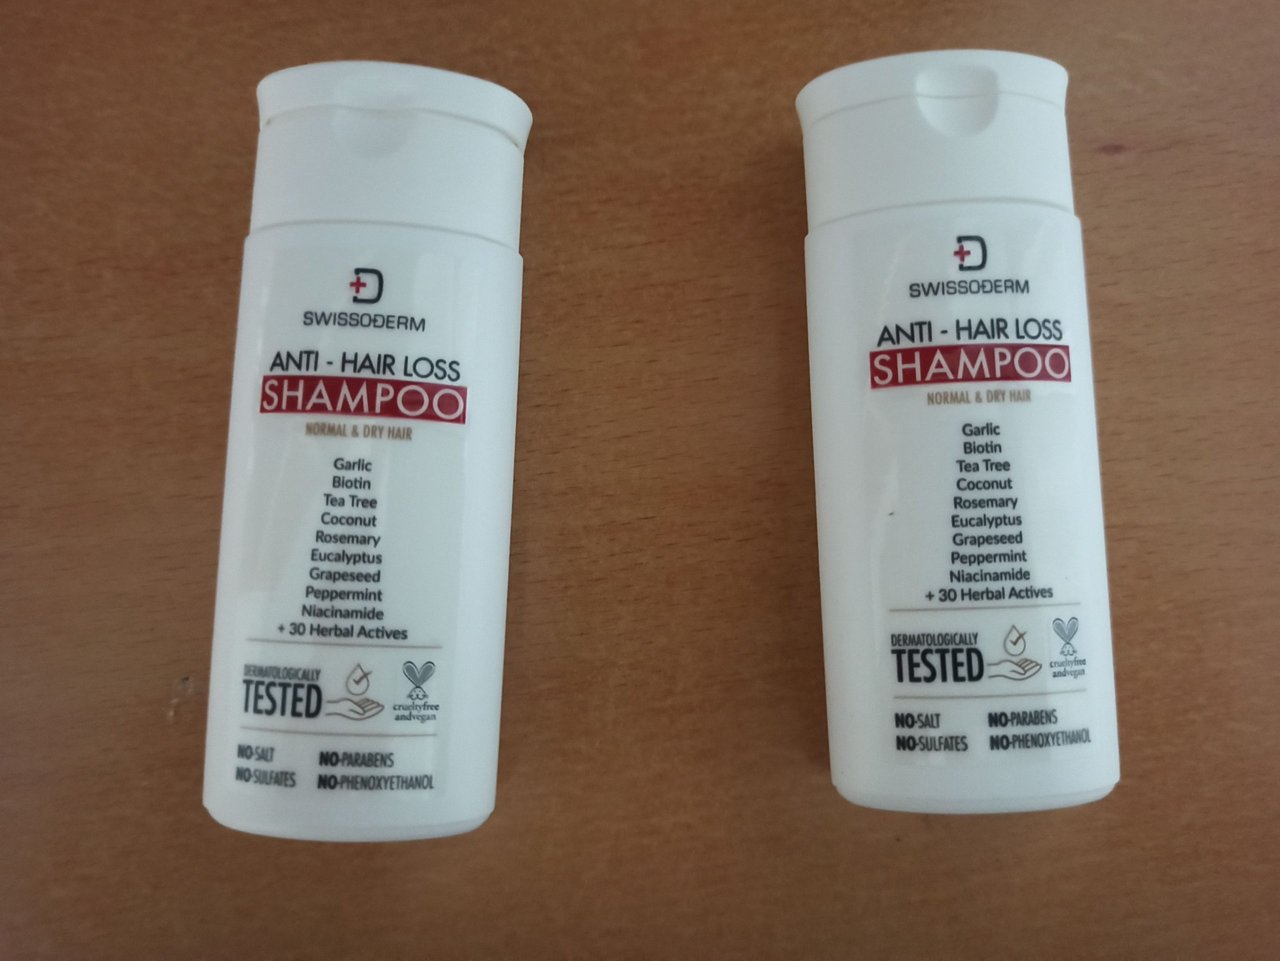 SWISSODERM
ANTI - HAIR LOSS
SHAMPOO
NORMAL & DRY HAIR
Garlic
Biotin
Tea Tree
Coconut
Rosemary
Eucalyptus
Grapeseed
Peppermint
Niacinamide
+ 30 Herbal Actives
DERMATOLOGICALLY
TESTED
crueltyfree
andvegan
NO-SALT NO-PARABENS
NO-SULFATES NO-PHENOXYETHANOL
SWISSODERM
ANTI - HAIR LOSS
SHAMPOO
NORMAL & DRY HAIR
Garlic
Biotin
Tea Tree
Coconut
Rosemary
Eucalyptus
Grapeseed
Peppermint
Niacinamide
+ 30 Herbal Actives
DERMATOLOGICALLY
TESTED
crueltyfree
andvegan
NO-SALT NO-PARABENS
NO-SULFATES NO-PHENOXYETHANOL